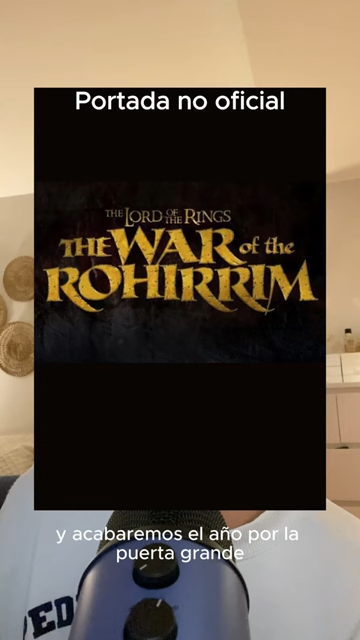 Portada no oficial
THE LORD OF THE RINGS
THE WAR of the
ROHIRRIM
y acabaremos el año por la
puerta grande